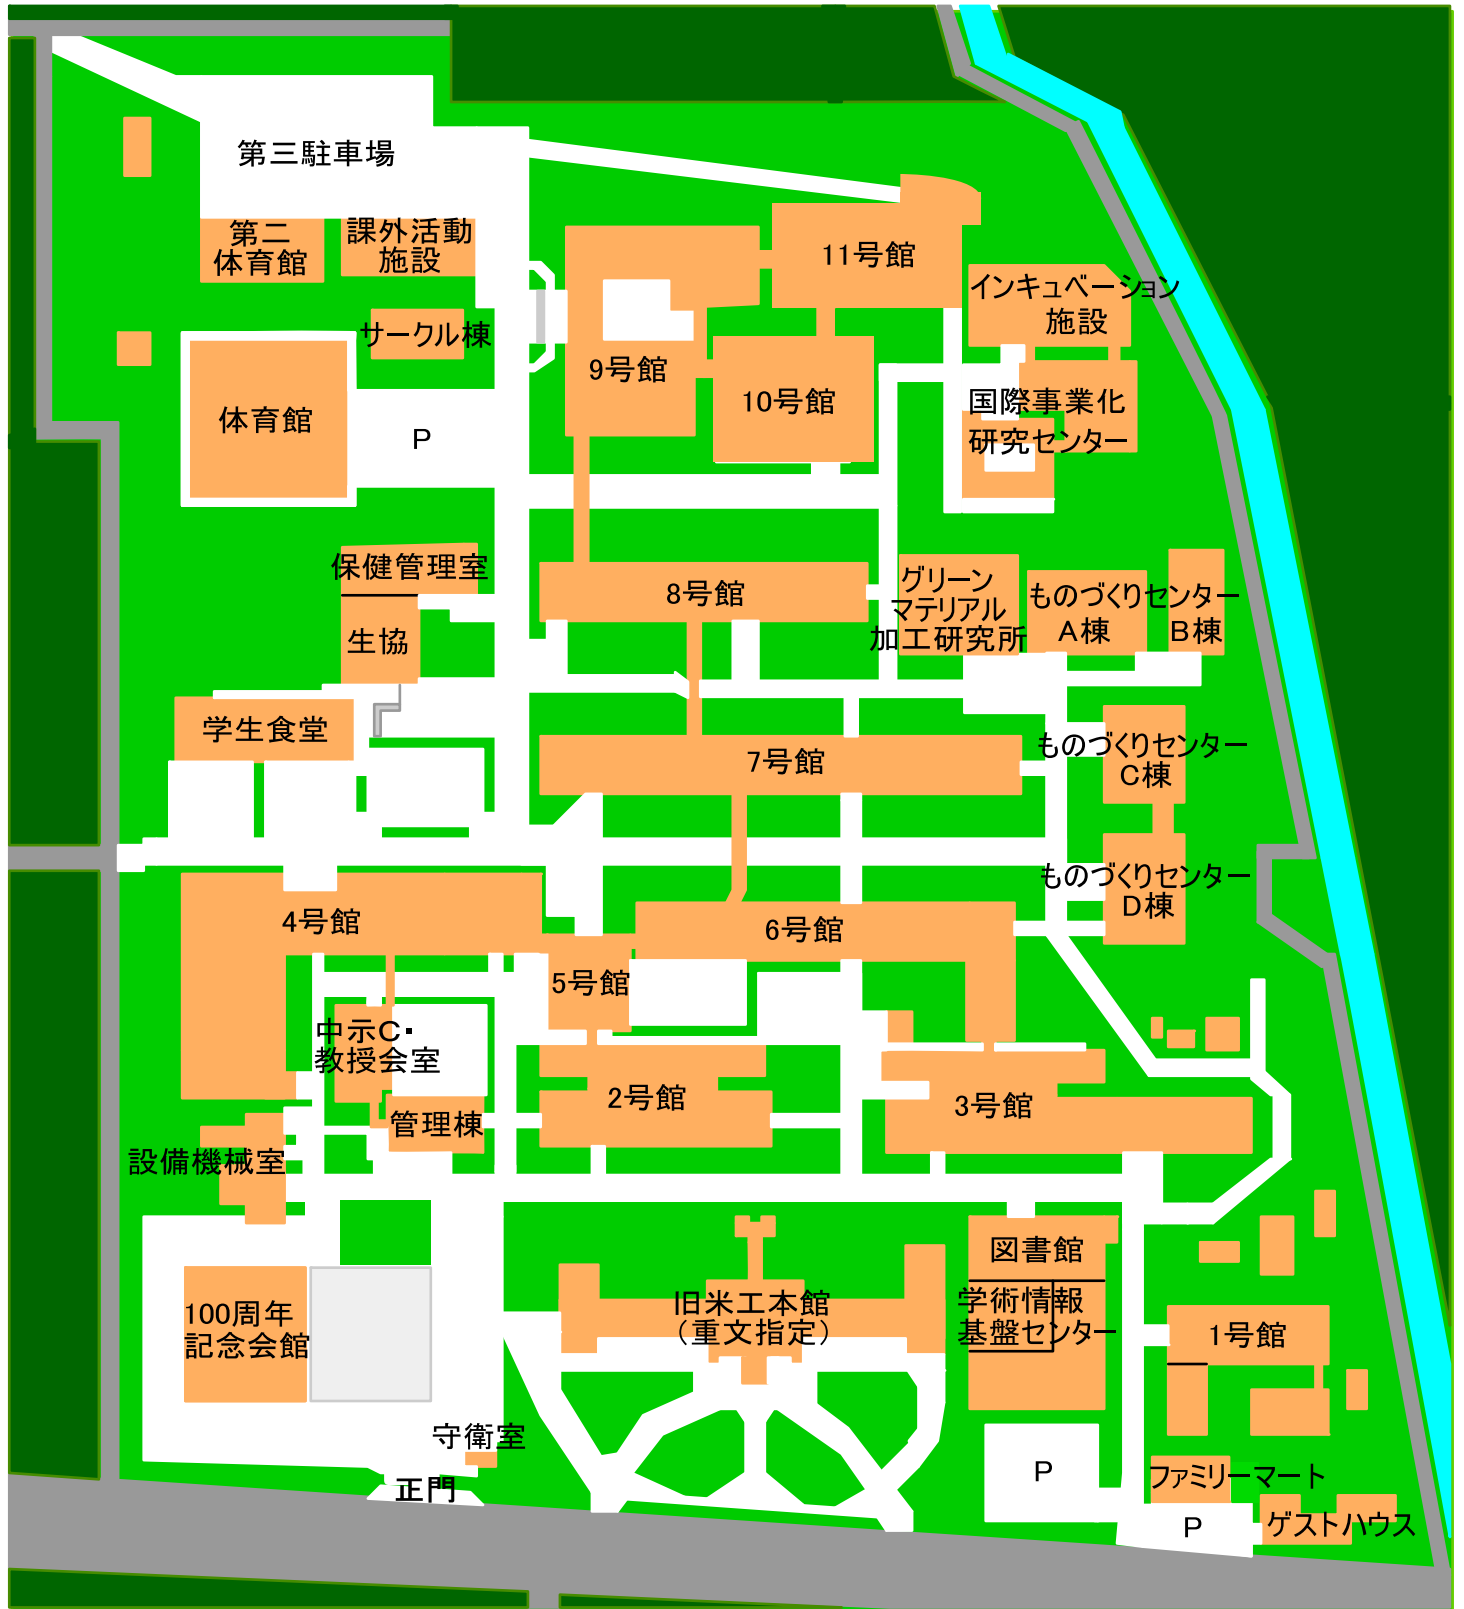 第三駐車場
第二
体育館
課外活動
施設
11号館
インキュベーション
施設
サークル棟
9号館
10号館
国際事業化
研究センター
体育館
P
保健管理室
生協
8号館
グリーン
マテリアル
加工研究所
ものづくりセンター
A棟
B棟
学生食堂
7号館
ものづくりセンター
C棟
ものづくりセンター
D棟
4号館
6号館
5号館
中示C・
教授会室
管理棟
2号館
3号館
設備機械室
図書館
学術情報
基盤センター
旧米工本館
（重文指定）
100周年
記念会館
1号館
守衛室
正門
P
ファミリーマート
P
ゲストハウス